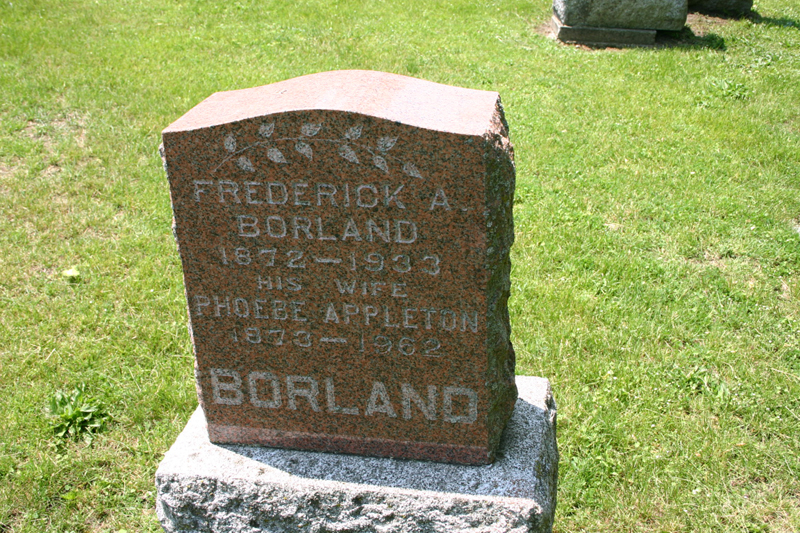 FREDERICK A.
BORLAND
1872—1933
HIS WIFE
PHOEBE APPLETON
1873—1962
BORLAND